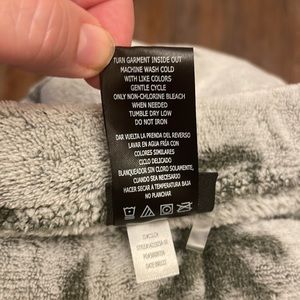 TURN GARMENT INSIDE OUT
MACHINE WASH COLD
WITH LIKE COLORS
GENTLE CYCLE
ONLY NON-CHLORINE BLEACH
WHEN NEEDED
TUMBLE DRY LOW
DO NOT IRON
DAR VUELTA LA PRENDA DEL REVERSO
LAVAR EN AGUA FRÍA CON
COLORES SIMILARES
CICLO DELICADO
BLANQUEADOR SIN CLORO SOLAMENTE
CUANDO SEA NECESARIO
HACER SECAR A TEMPERATURA BAJA
NO PLANCHAR